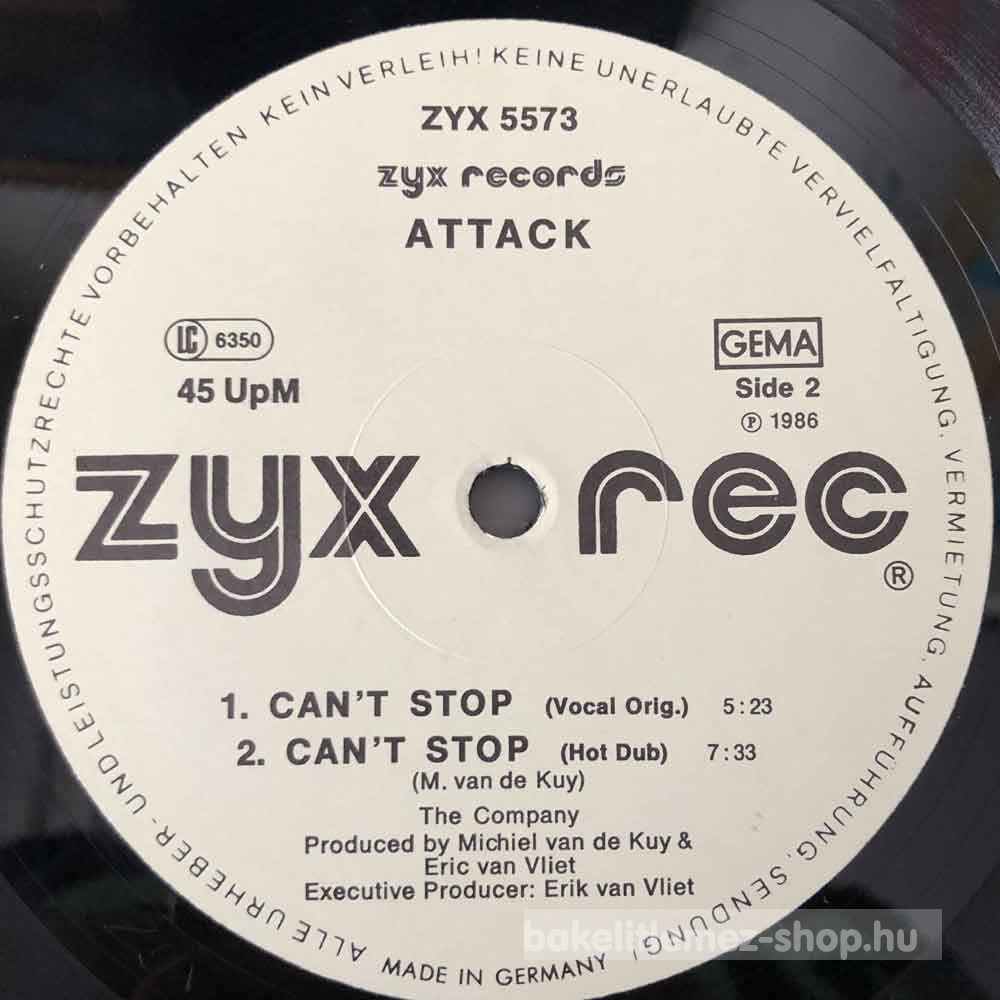 ALLE URHEBER- UND LEISTUNGSSCHUTZRECHTE VORBEHALTEN KEIN VERLEIH! KEINE UNERLAUBTE VERVIELFÄLTIGUNG, VERMIETUNG, AUFFÜHRUNG, SENDUNG!
ZYX 5573
zyx records
ATTACK
LC 6350
GEMA
45 UpM
Side 2
℗ 1986
zyx rec ®
1. CAN'T STOP (Vocal Orig.) 5:23
2. CAN'T STOP (Hot Dub) 7:33
(M. van de Kuy)
The Company
Produced by Michiel van de Kuy &
Eric van Vliet
Executive Producer: Erik van Vliet
MADE IN GERMANY
bakelitlemez-shop.hu